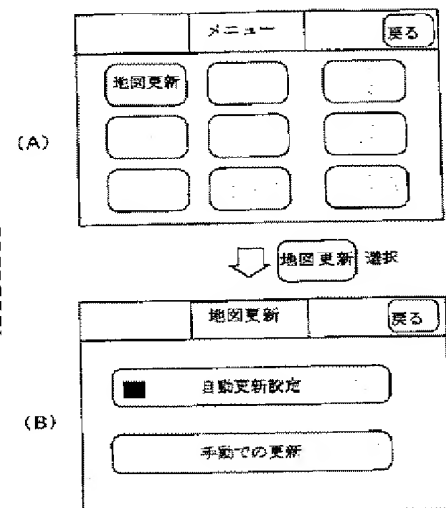 メニュー 戻る
地図更新
(A)
地図更新 選択
地図更新 戻る
自動更新設定
(B)
手動での更新